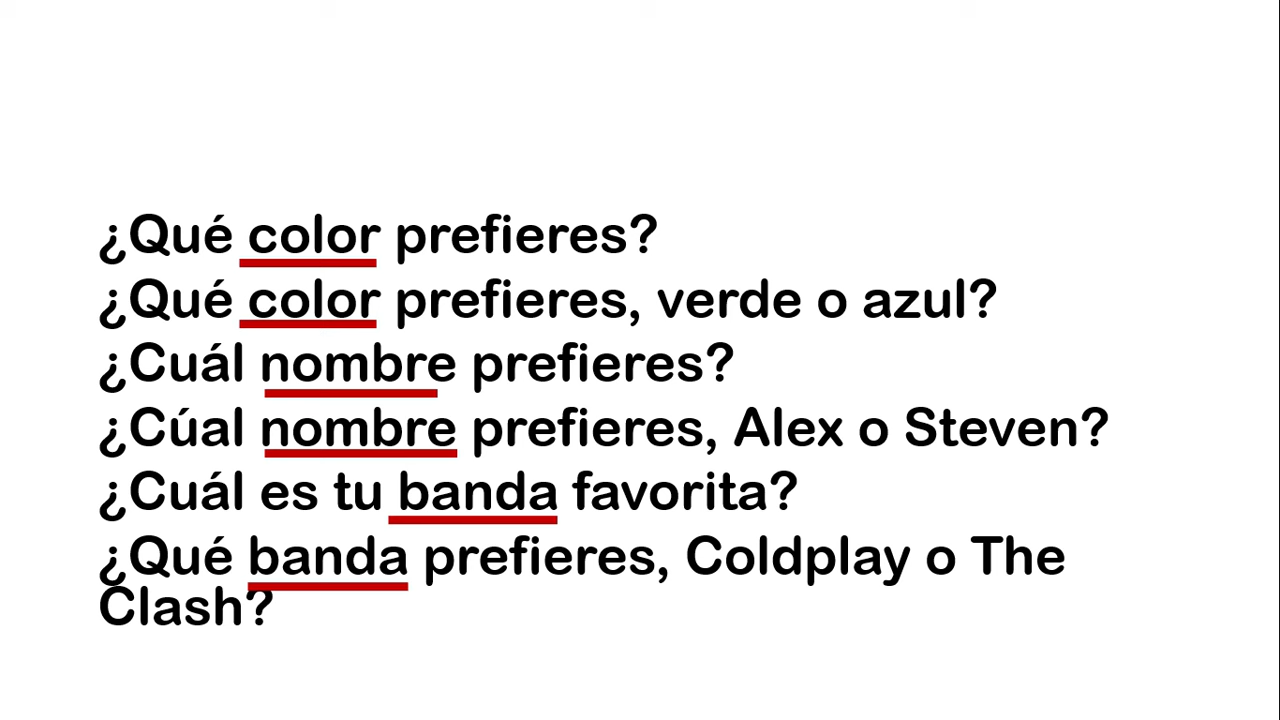 ¿Qué color prefieres?
¿Qué color prefieres, verde o azul?
¿Cuál nombre prefieres?
¿Cúal nombre prefieres, Alex o Steven?
¿Cuál es tu banda favorita?
¿Qué banda prefieres, Coldplay o The
Clash?